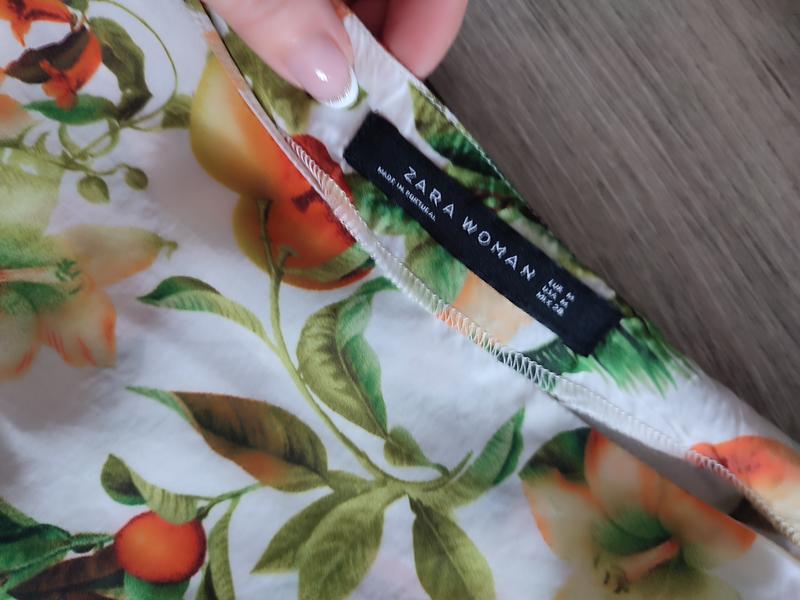 ZARA WOMAN
MADE IN PORTUGAL
EUR M
USA M
MEX 28